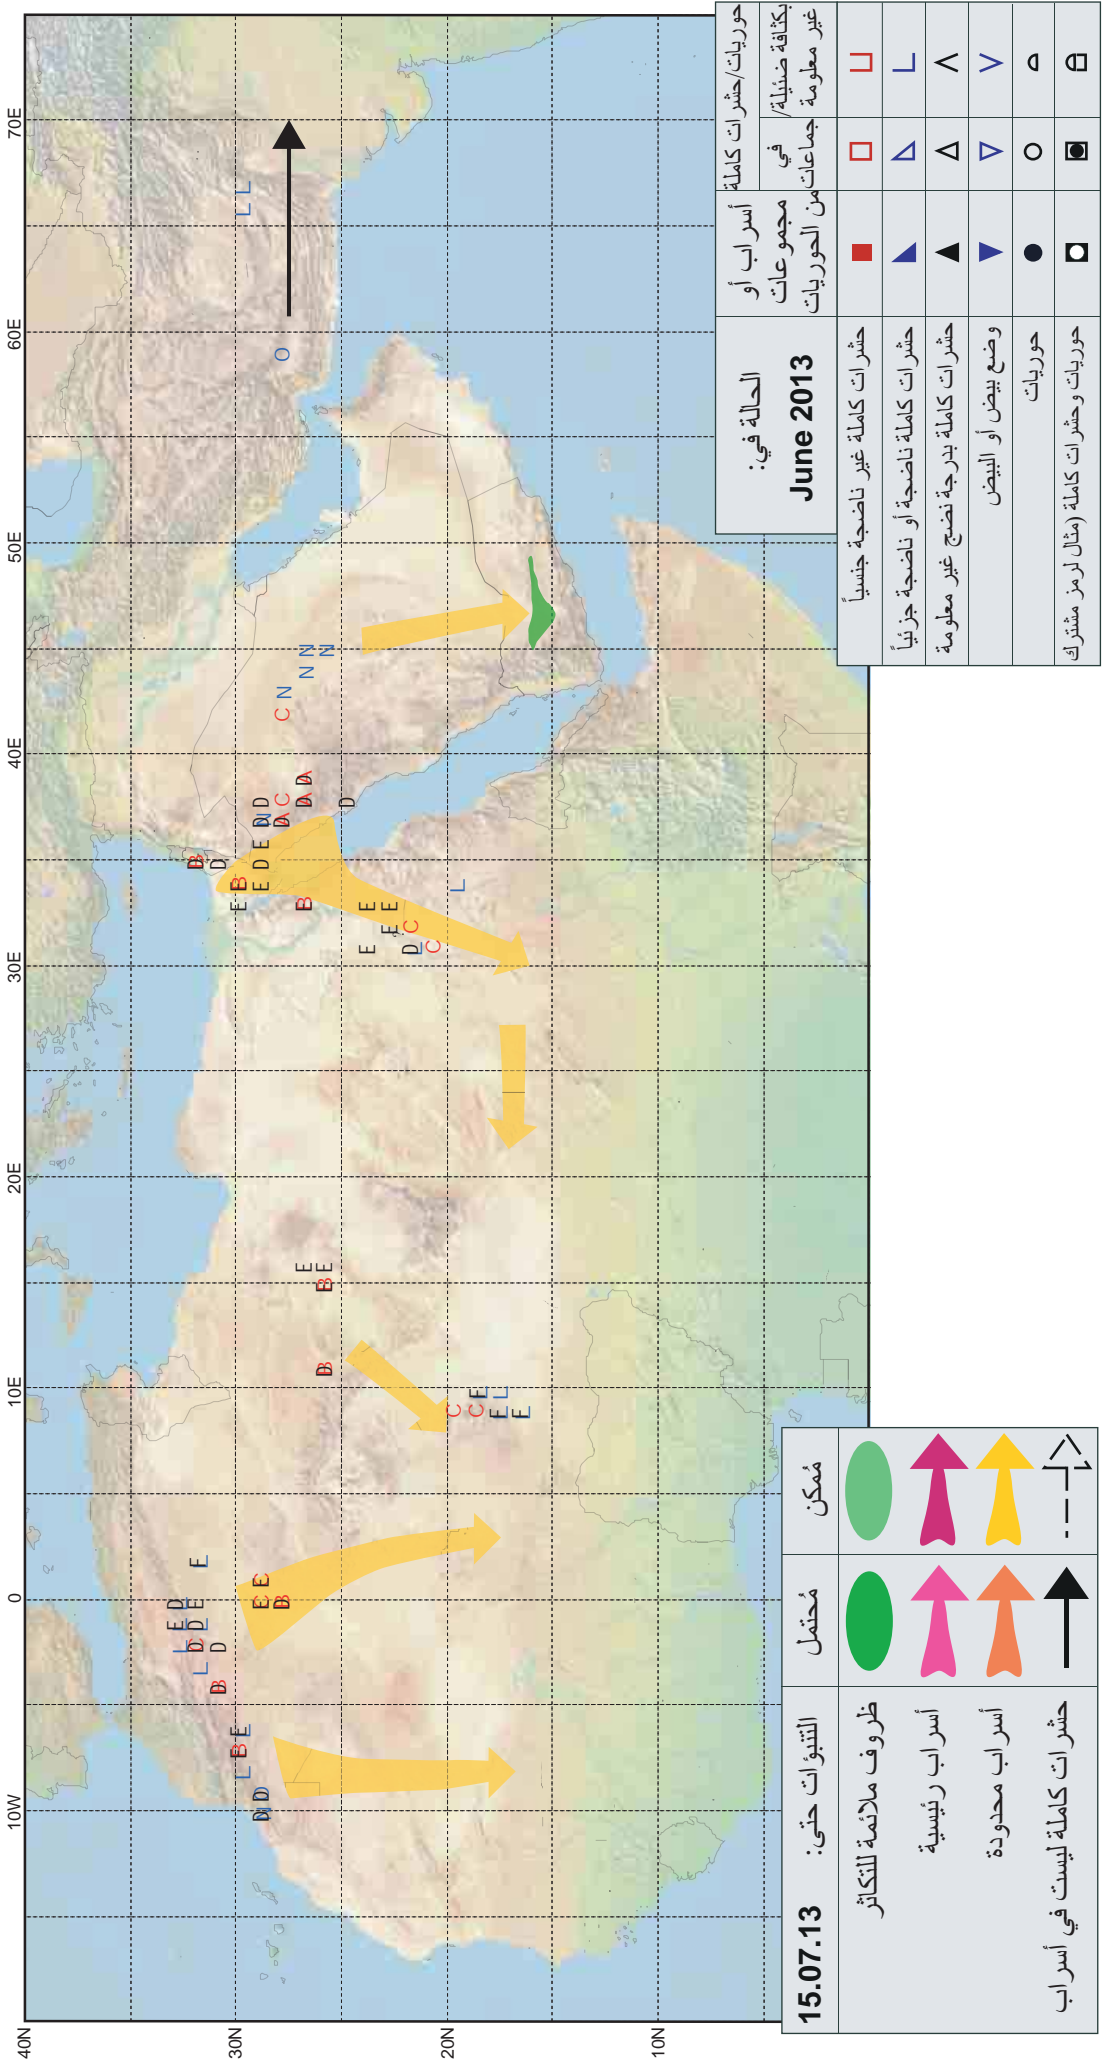 40N
30N
20N
10N
10W
0
10E
20E
30E
40E
50E
60E
70E
الحالة في:
June 2013
أسراب أو
مجموعات
من الحوريات
حوريات/حشرات كاملة
في
جماعات
بكثافة ضئيلة/
غير معلومة
حشرات كاملة غير ناضجة جنسياً
حشرات كاملة ناضجة أو ناضجة جزئياً
حشرات كاملة بدرجة نضج غير معلومة
وضع بيض أو البيض
حوريات
حوريات وحشرات كاملة (مثال لرمز مشترك
التنبؤات حتى:
15.07.13
مُحتمل
مُمكن
ظروف ملائمة للتكاثر
أسراب رئيسية
أسراب محدودة
حشرات كاملة ليست في أسراب